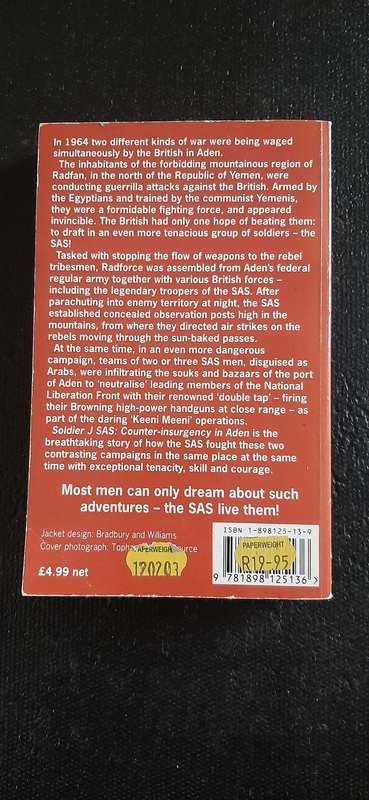 In 1964 two different kinds of war were being waged
simultaneously by the British in Aden.
The inhabitants of the forbidding mountainous region of
Radfan, in the north of the Republic of Yemen, were
conducting guerrilla attacks against the British. Armed by
the Egyptians and trained by the communist Yemenis,
they were a formidable fighting force, and appeared
invincible. The British had only one hope of beating them:
to draft in an even more tenacious group of soldiers – the
SAS!
Tasked with stopping the flow of weapons to the rebel
tribesmen, Radforce was assembled from Aden's federal
regular army together with various British forces –
including the legendary troopers of the SAS. After
parachuting into enemy territory at night, the SAS
established concealed observation posts high in the
mountains, from where they directed air strikes on the
rebels moving through the sun-baked passes.
At the same time, in an even more dangerous
campaign, teams of two or three SAS men, disguised as
Arabs, were infiltrating the souks and bazaars of the port
of Aden to 'neutralise' leading members of the National
Liberation Front with their renowned 'double tap' – firing
their Browning high-power handguns at close range – as
part of the daring 'Keeni Meeni' operations.
Soldier J SAS: Counter-insurgency in Aden is the
breathtaking story of how the SAS fought these two
contrasting campaigns in the same place at the same
time with exceptional tenacity, skill and courage.
Most men can only dream about such
adventures – the SAS live them!
Jacket design: Bradbury and Williams
Cover photograph:
PAPERWEIGHT
120203
£4.99 net
ISBN 1-898125-13-9
PAPERWEIGHT
R19-95
9 781898 125136 >